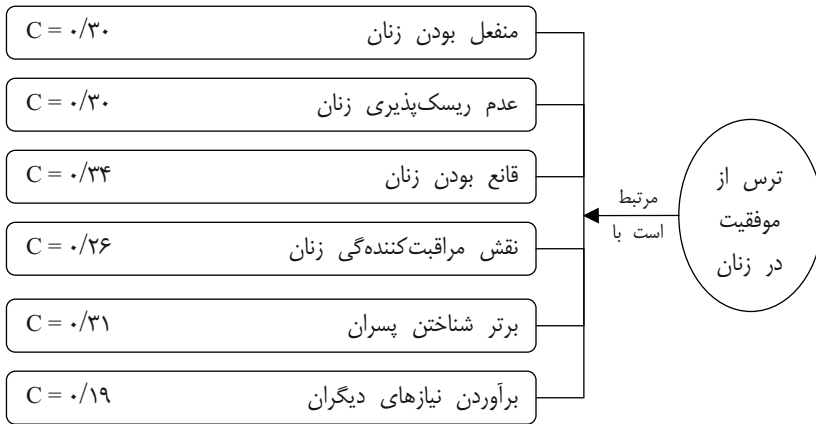 ترس از
موفقیت
در زنان
مرتبط
است با
منفعل بودن زنان C = ۰/۳۰
عدم ریسک‌پذیری زنان C = ۰/۳۰
قانع بودن زنان C = ۰/۳۴
نقش مراقبت‌کننده‌گی زنان C = ۰/۲۶
برتر شناختن پسران C = ۰/۳۱
برآوردن نیازهای دیگران C = ۰/۱۹